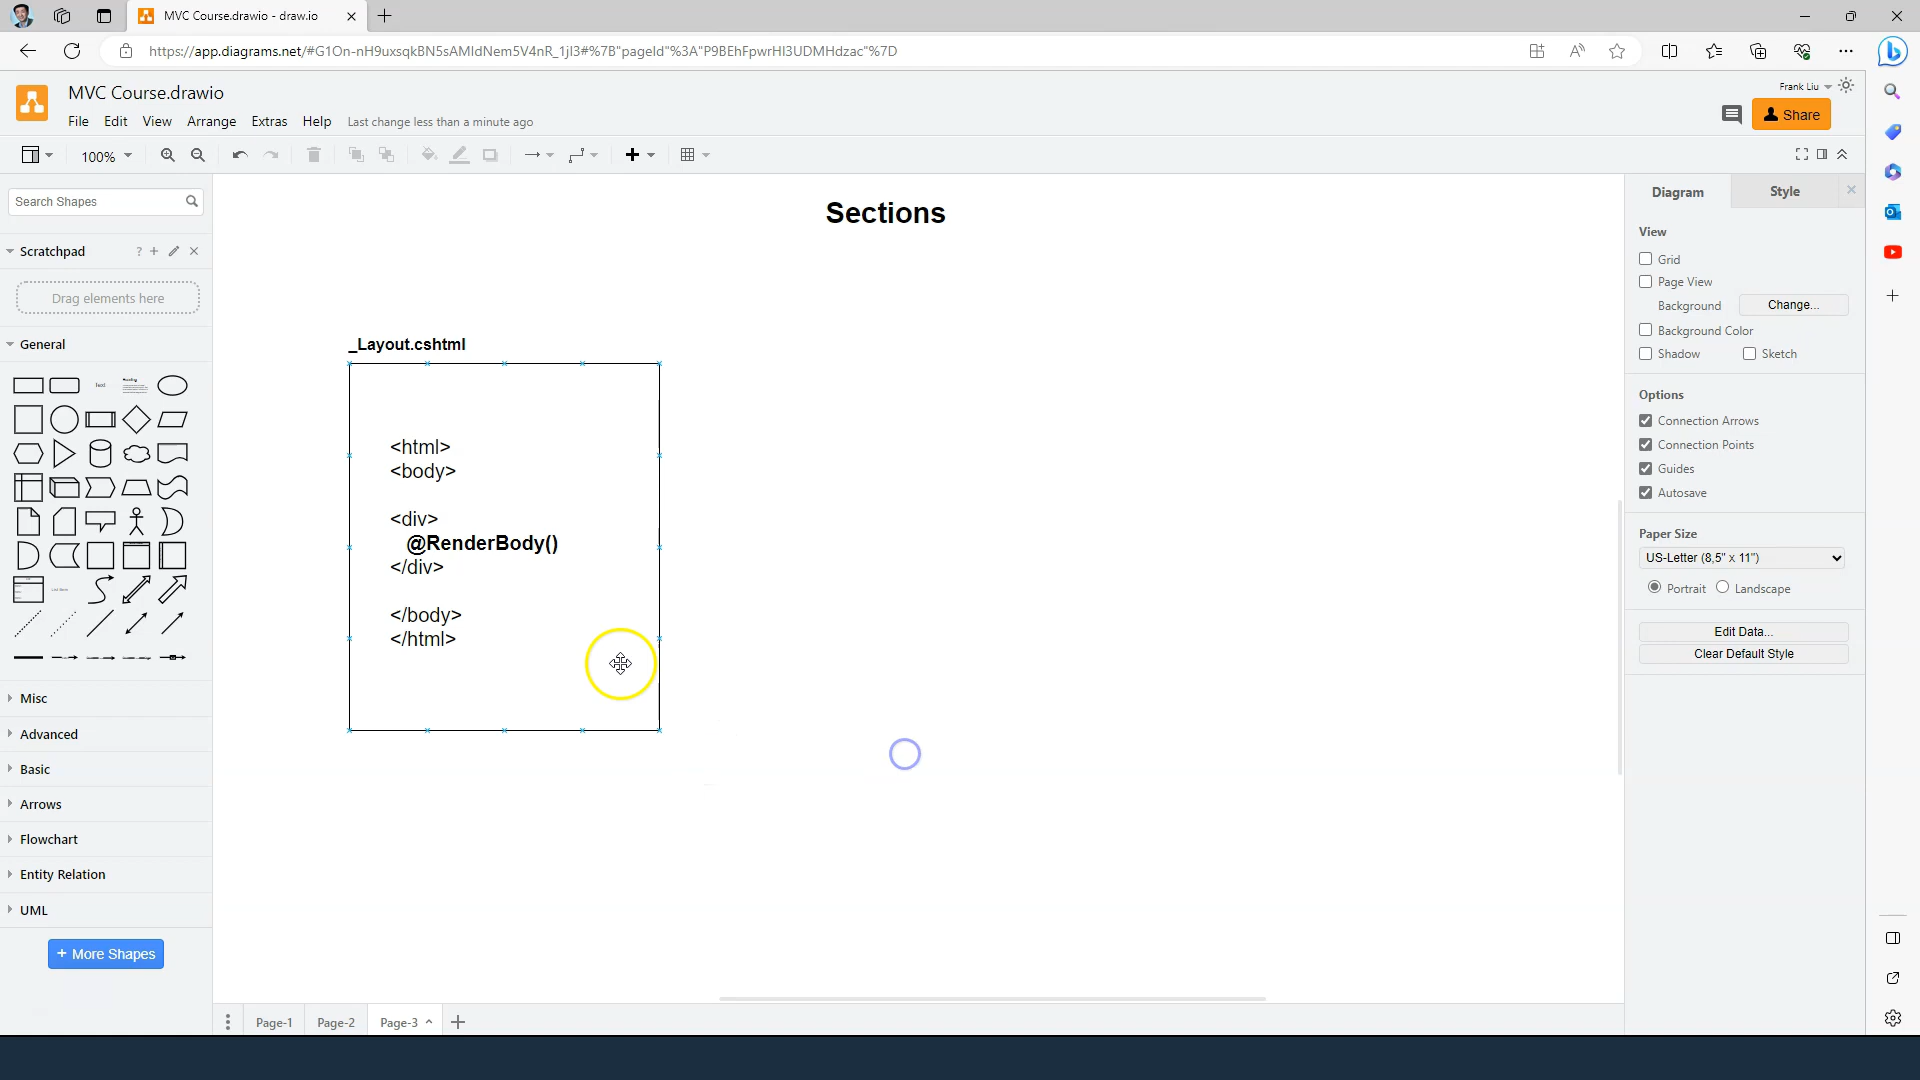 MVC Course.drawio - draw.io
https://app.diagrams.net/#G1On-nH9uxsqkBN5sAMIdNem5V4nR_1jI3#%7B"pageId"%3A"P9BEhFpwrHI3UDMHdzac"%7D
MVC Course.drawio
Frank Liu
File Edit View Arrange Extras Help Last change less than a minute ago
Share
100%
Search Shapes
Scratchpad
?
Drag elements here
General
Text
Heading
List Item
Misc
Advanced
Basic
Arrows
Flowchart
Entity Relation
UML
+ More Shapes
Sections
_Layout.cshtml
<html>
<body>
<div>
@RenderBody()
</div>
</body>
</html>
Page-1 Page-2 Page-3
Diagram Style
View
Grid
Page View
Background Change...
Background Color
Shadow Sketch
Options
Connection Arrows
Connection Points
Guides
Autosave
Paper Size
US-Letter (8,5" x 11")
Portrait Landscape
Edit Data...
Clear Default Style